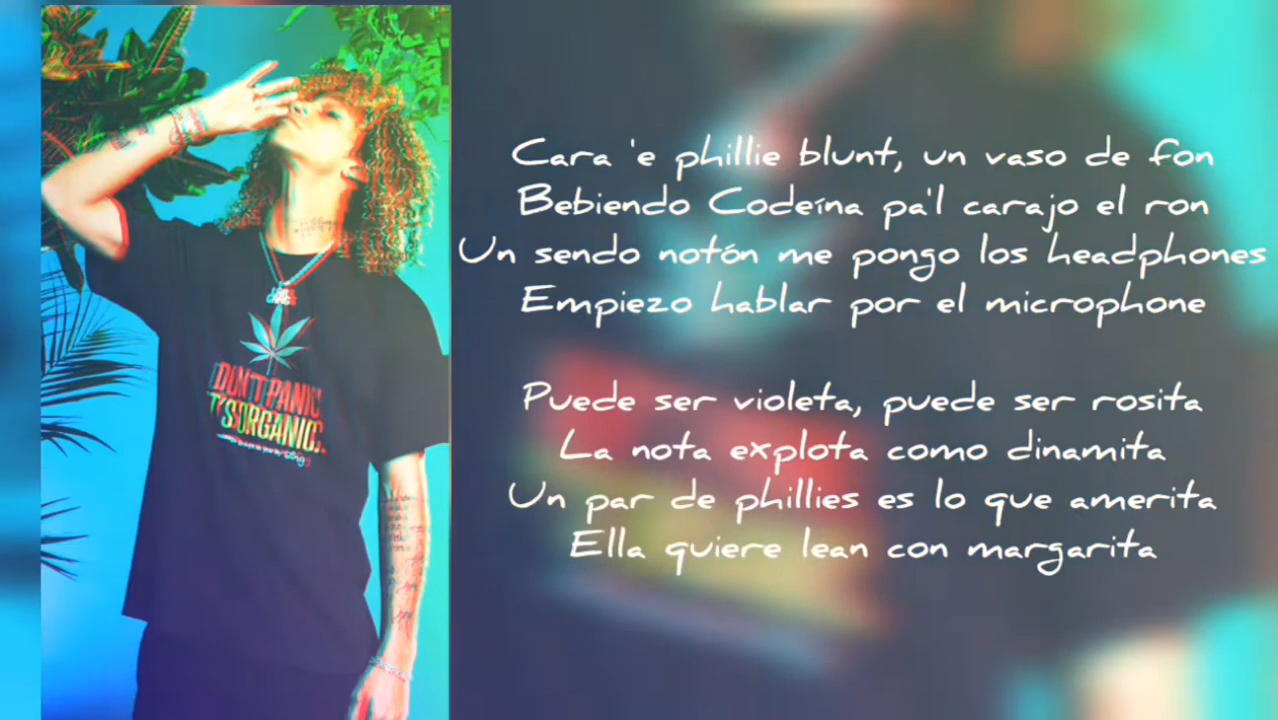 DON'T PANIC
IT'S ORGANIC.
Cara 'e phillie blunt, un vaso de fon
Bebiendo Codeína pa'l carajo el ron
Un sendo notón me pongo los headphones
Empiezo hablar por el microphone
Puede ser violeta, puede ser rosita
La nota explota como dinamita
Un par de phillies es lo que amerita
Ella quiere lean con margarita